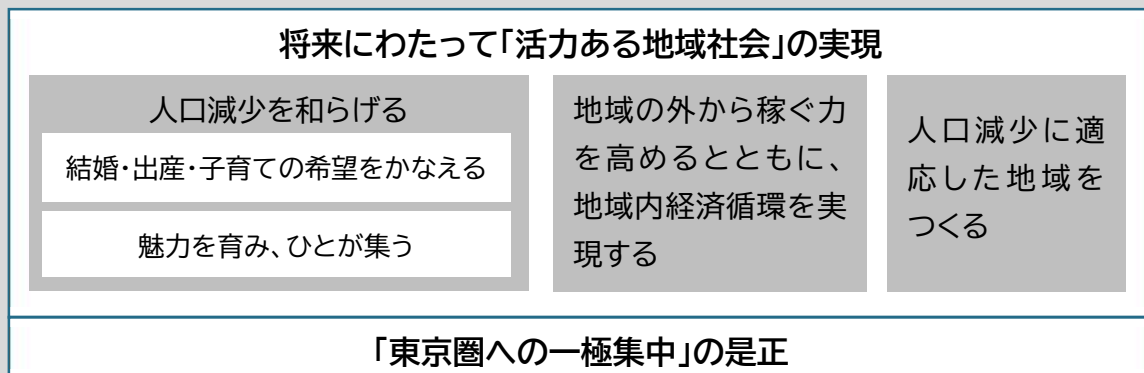 将来にわたって「活力ある地域社会」の実現
人口減少を和らげる
結婚・出産・子育ての希望をかなえる
魅力を育み、ひとが集う
地域の外から稼ぐ力
を高めるとともに、
地域内経済循環を実
現する
人口減少に適
応した地域を
つくる
「東京圏への一極集中」の是正